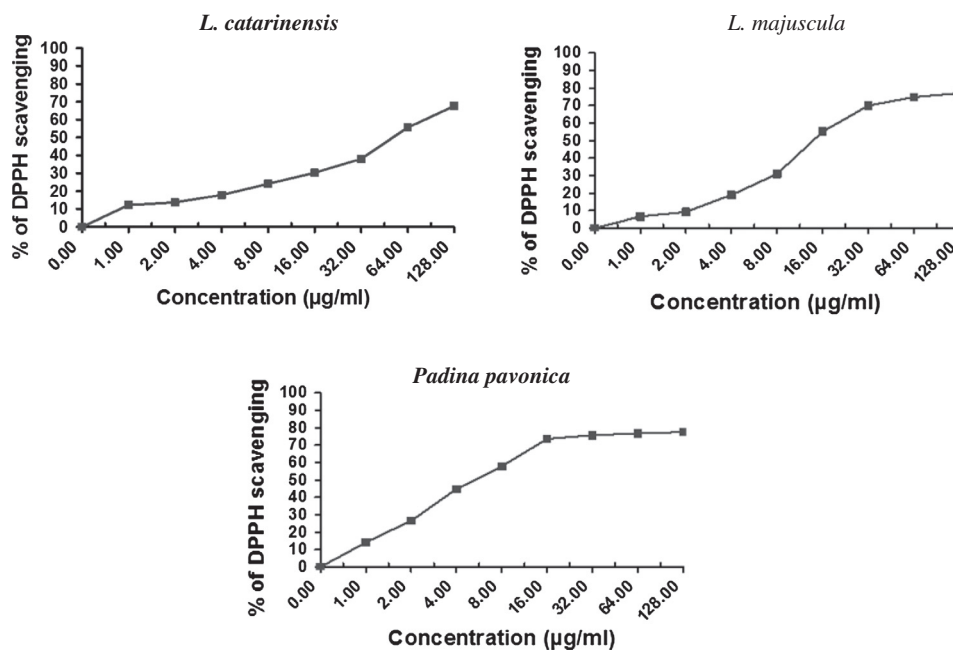 L. catarinensis
% of DPPH scavenging
100
90
80
70
60
50
40
30
20
10
0
0.00 1.00 2.00 4.00 8.00 16.00 32.00 64.00 128.00
Concentration (µg/ml)
L. majuscula
% of DPPH scavenging
100
90
80
70
60
50
40
30
20
10
0
0.00 1.00 2.00 4.00 8.00 16.00 32.00 64.00 128.00
Concentration (µg/ml)
Padina pavonica
% of DPPH scavenging
100
90
80
70
60
50
40
30
20
10
0
0.00 1.00 2.00 4.00 8.00 16.00 32.00 64.00 128.00
Concentration (µg/ml)